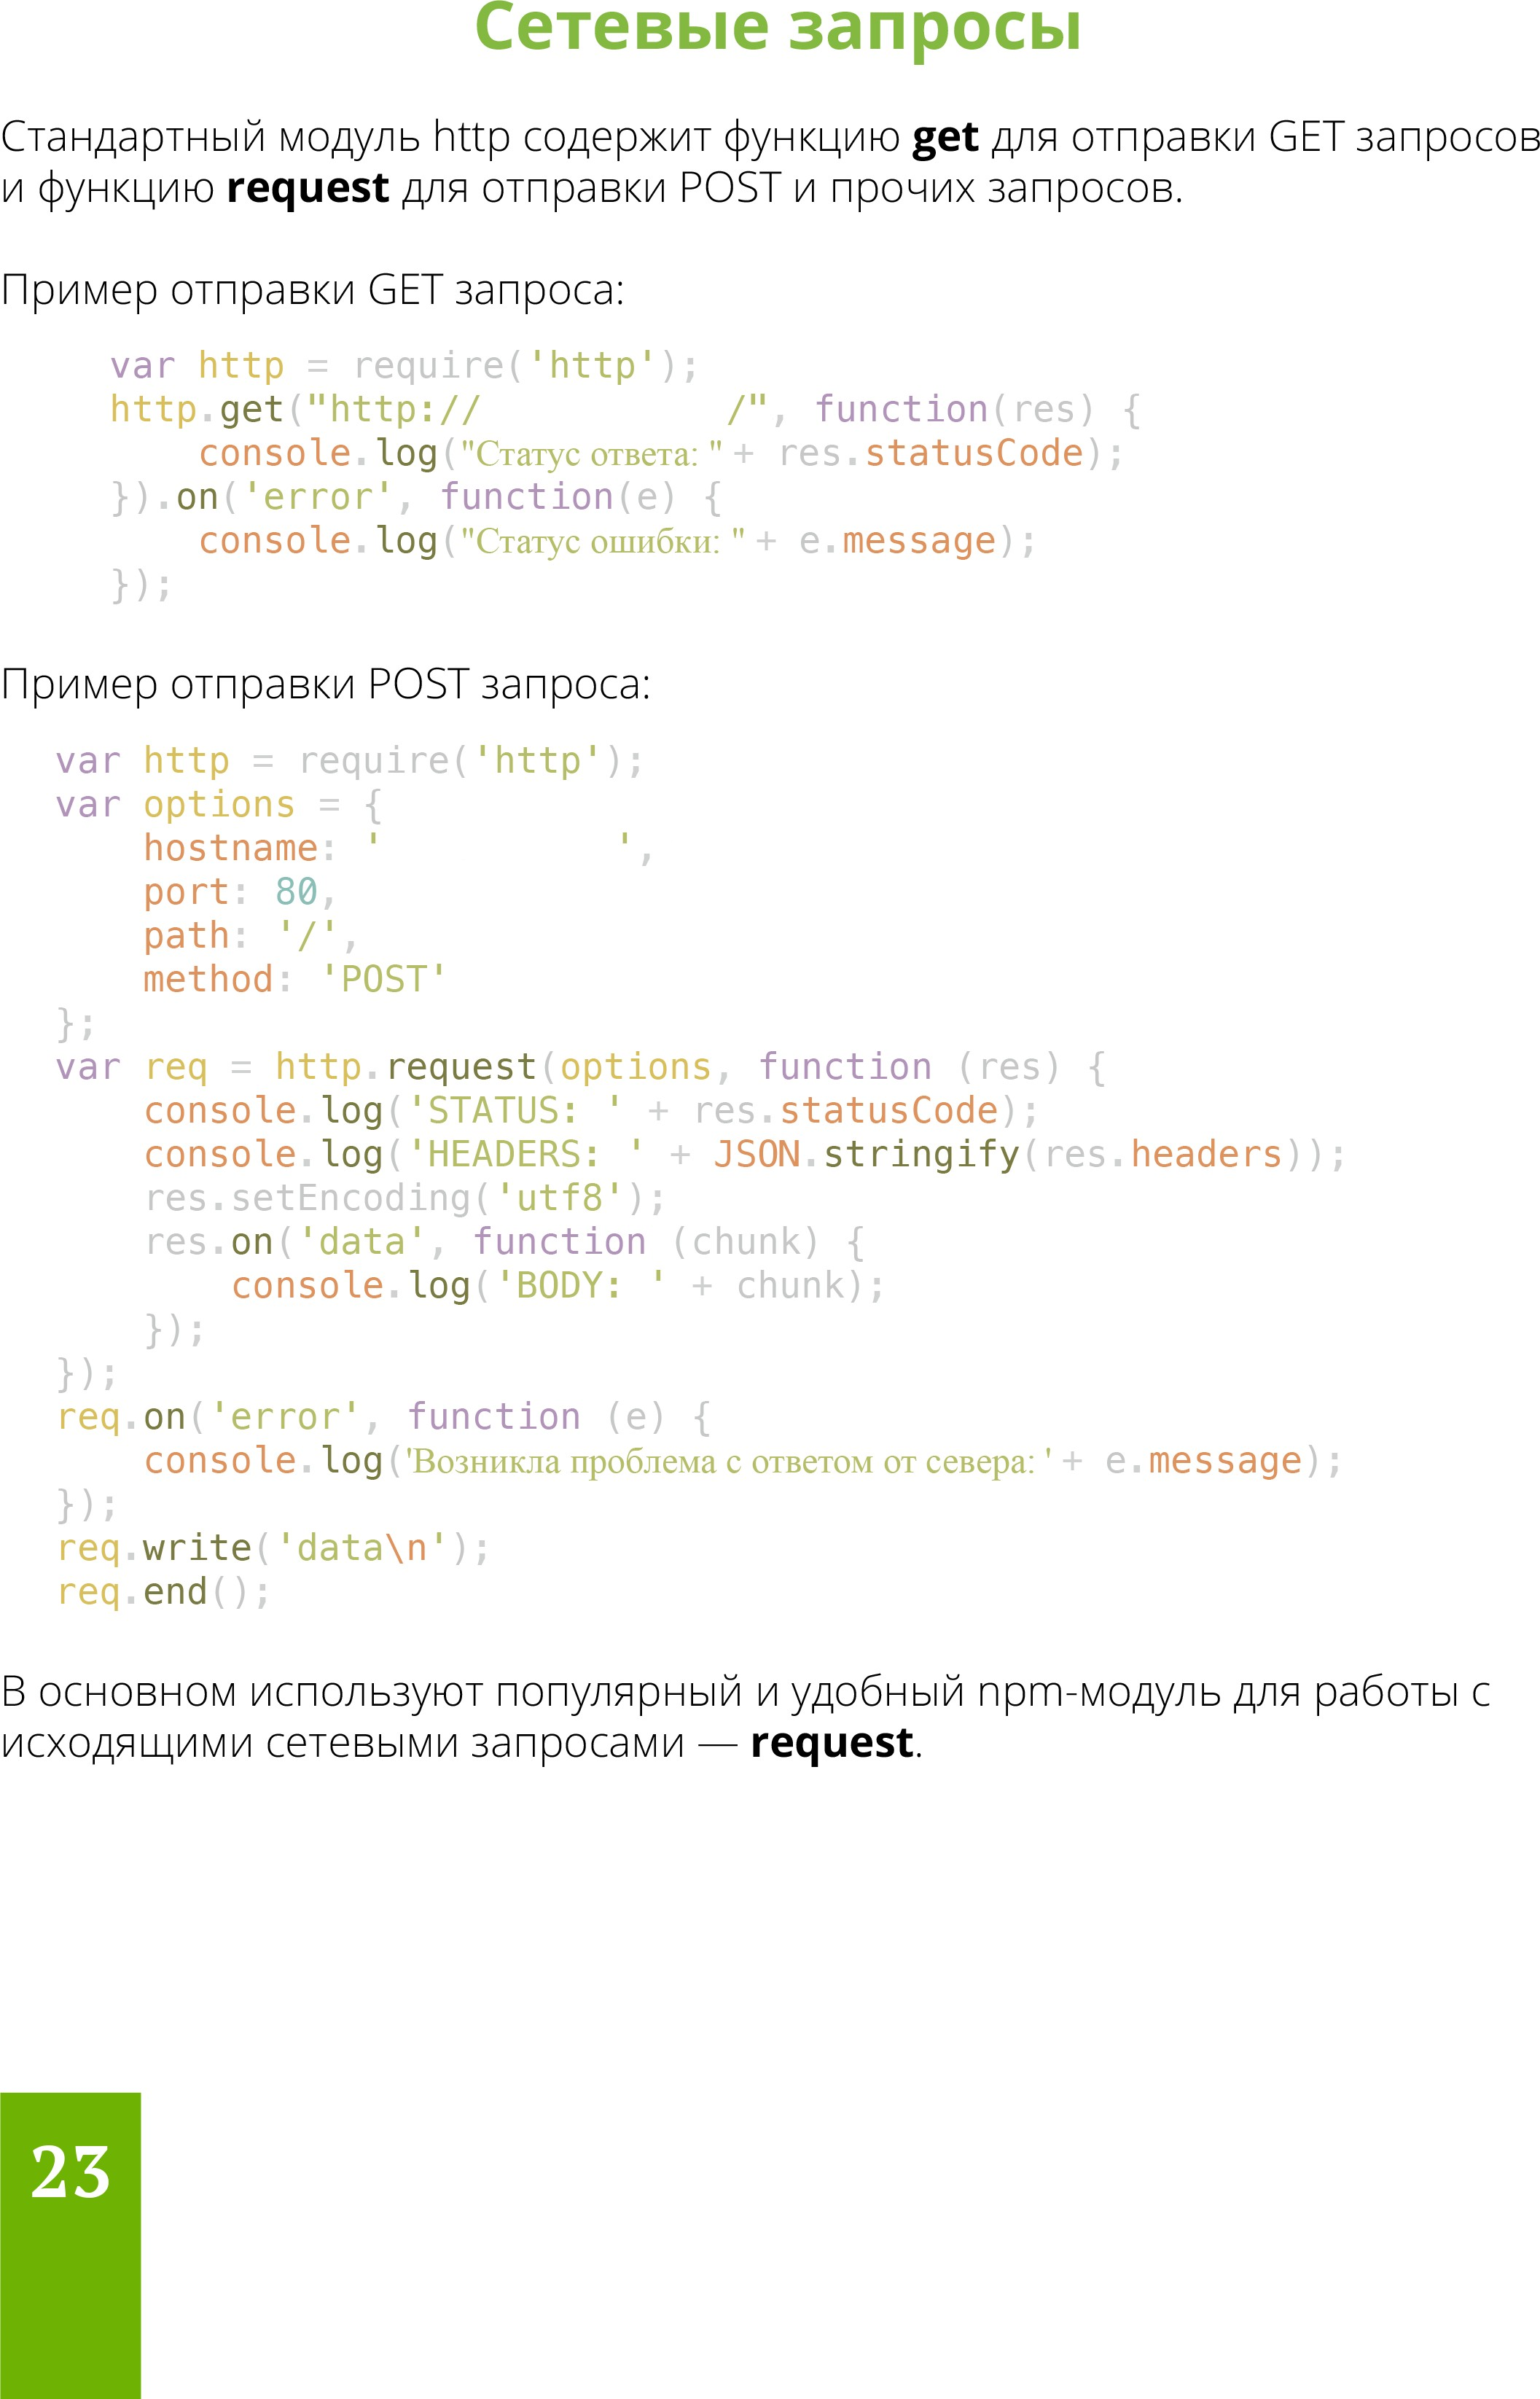 Сетевые запросы
Стандартный модуль http содержит функцию get для отправки GET запросов
и функцию request для отправки POST и прочих запросов.
Пример отправки GET запроса:
var http = require('http');
http.get("http:// /", function(res) {
console.log("Статус ответа: " + res.statusCode);
}).on('error', function(e) {
console.log("Статус ошибки: " + e.message);
});
Пример отправки POST запроса:
var http = require('http');
var options = {
hostname: ' ',
port: 80,
path: '/',
method: 'POST'
};
var req = http.request(options, function (res) {
console.log('STATUS: ' + res.statusCode);
console.log('HEADERS: ' + JSON.stringify(res.headers));
res.setEncoding('utf8');
res.on('data', function (chunk) {
console.log('BODY: ' + chunk);
});
});
req.on('error', function (e) {
console.log('Возникла проблема с ответом от севера: ' + e.message);
});
req.write('data\n');
req.end();
В основном используют популярный и удобный npm-модуль для работы с
исходящими сетевыми запросами — request.
23